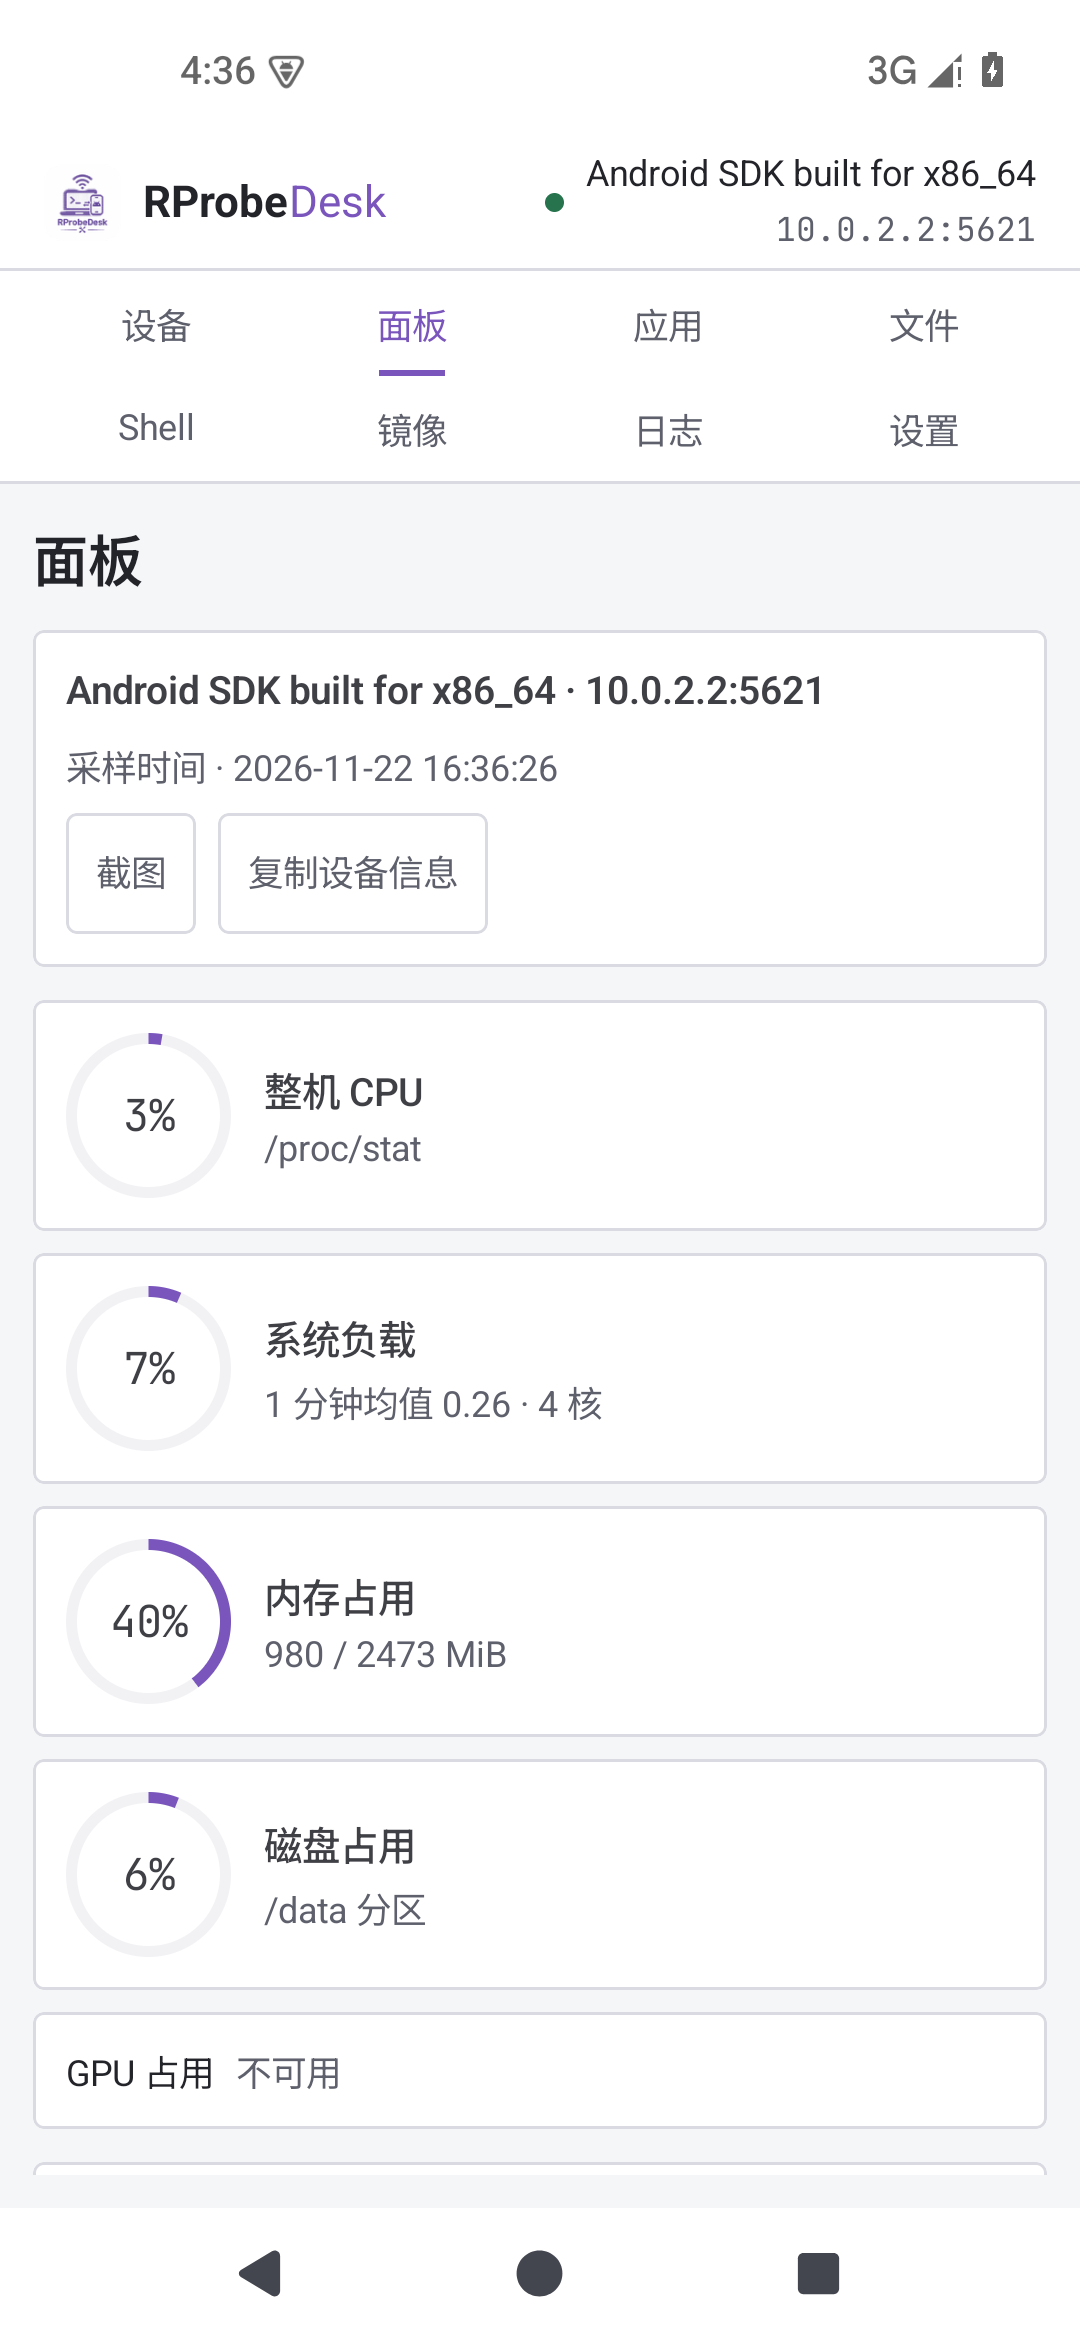 4:36
3G
RProbeDesk
RProbeDesk
Android SDK built for x86_64
10.0.2.2:5621
设备
面板
应用
文件
Shell
镜像
日志
设置
面板
Android SDK built for x86_64 · 10.0.2.2:5621
采样时间 · 2026-11-22 16:36:26
截图
复制设备信息
3%
整机 CPU
/proc/stat
7%
系统负载
1 分钟均值 0.26 · 4 核
40%
内存占用
980 / 2473 MiB
6%
磁盘占用
/data 分区
GPU 占用 不可用